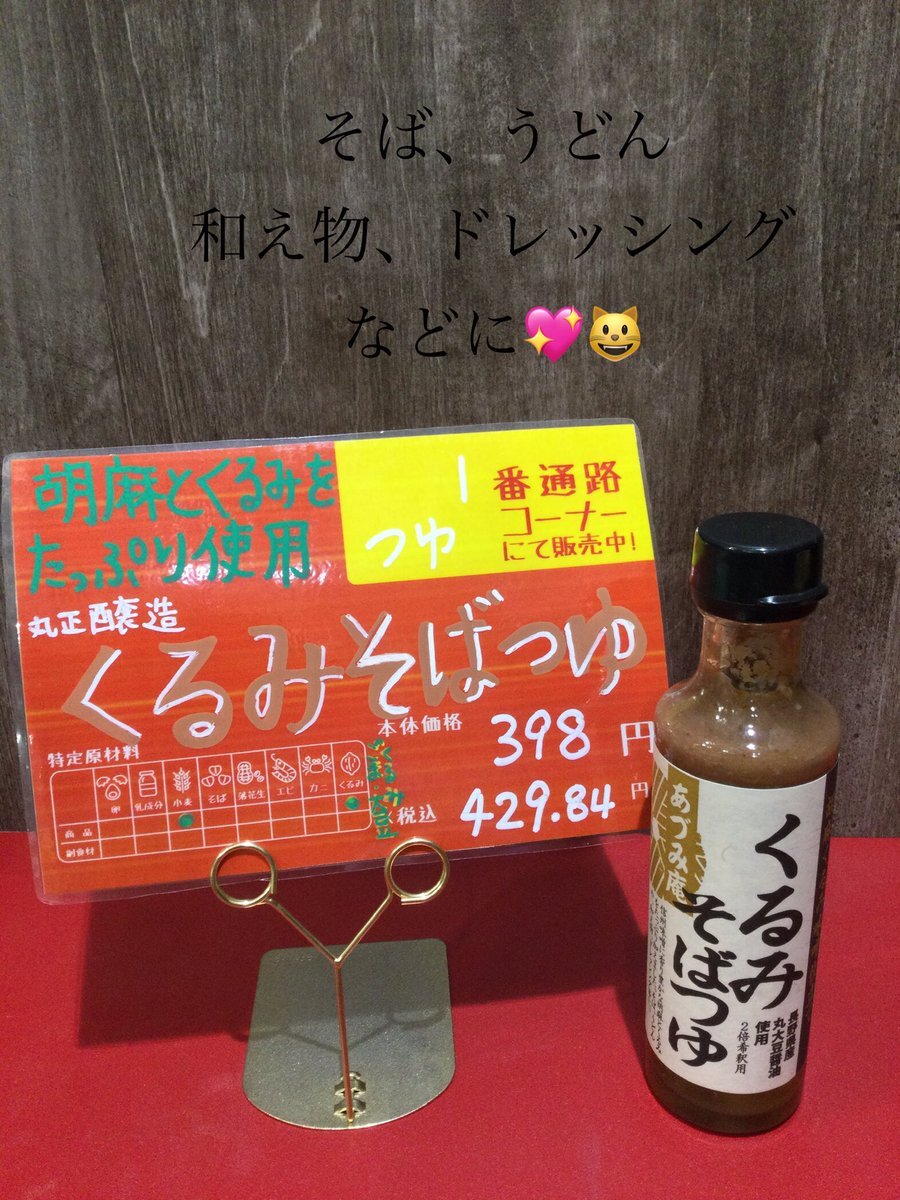 そば、うどん
和え物、ドレッシング
などに💖😺
胡麻とくるみを
たっぷり使用
1
つゆ
番通路
コーナー
にて販売中!
丸正醸造
くるみそばつゆ
本体価格 398 円
税込 429.84 円
特定原材料
卵 乳成分 小麦 そば 落花生 エビ カニ くるみ
商品
副食材
あづみ庵
くるみ
そばつゆ
長野県産
丸大豆醤油
使用
2倍希釈用